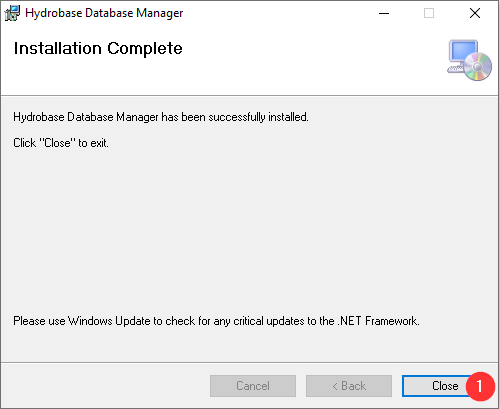 Hydrobase Database Manager
Installation Complete
Hydrobase Database Manager has been successfully installed.
Click "Close" to exit.
Please use Windows Update to check for any critical updates to the .NET Framework.
Cancel
< Back
Close
1